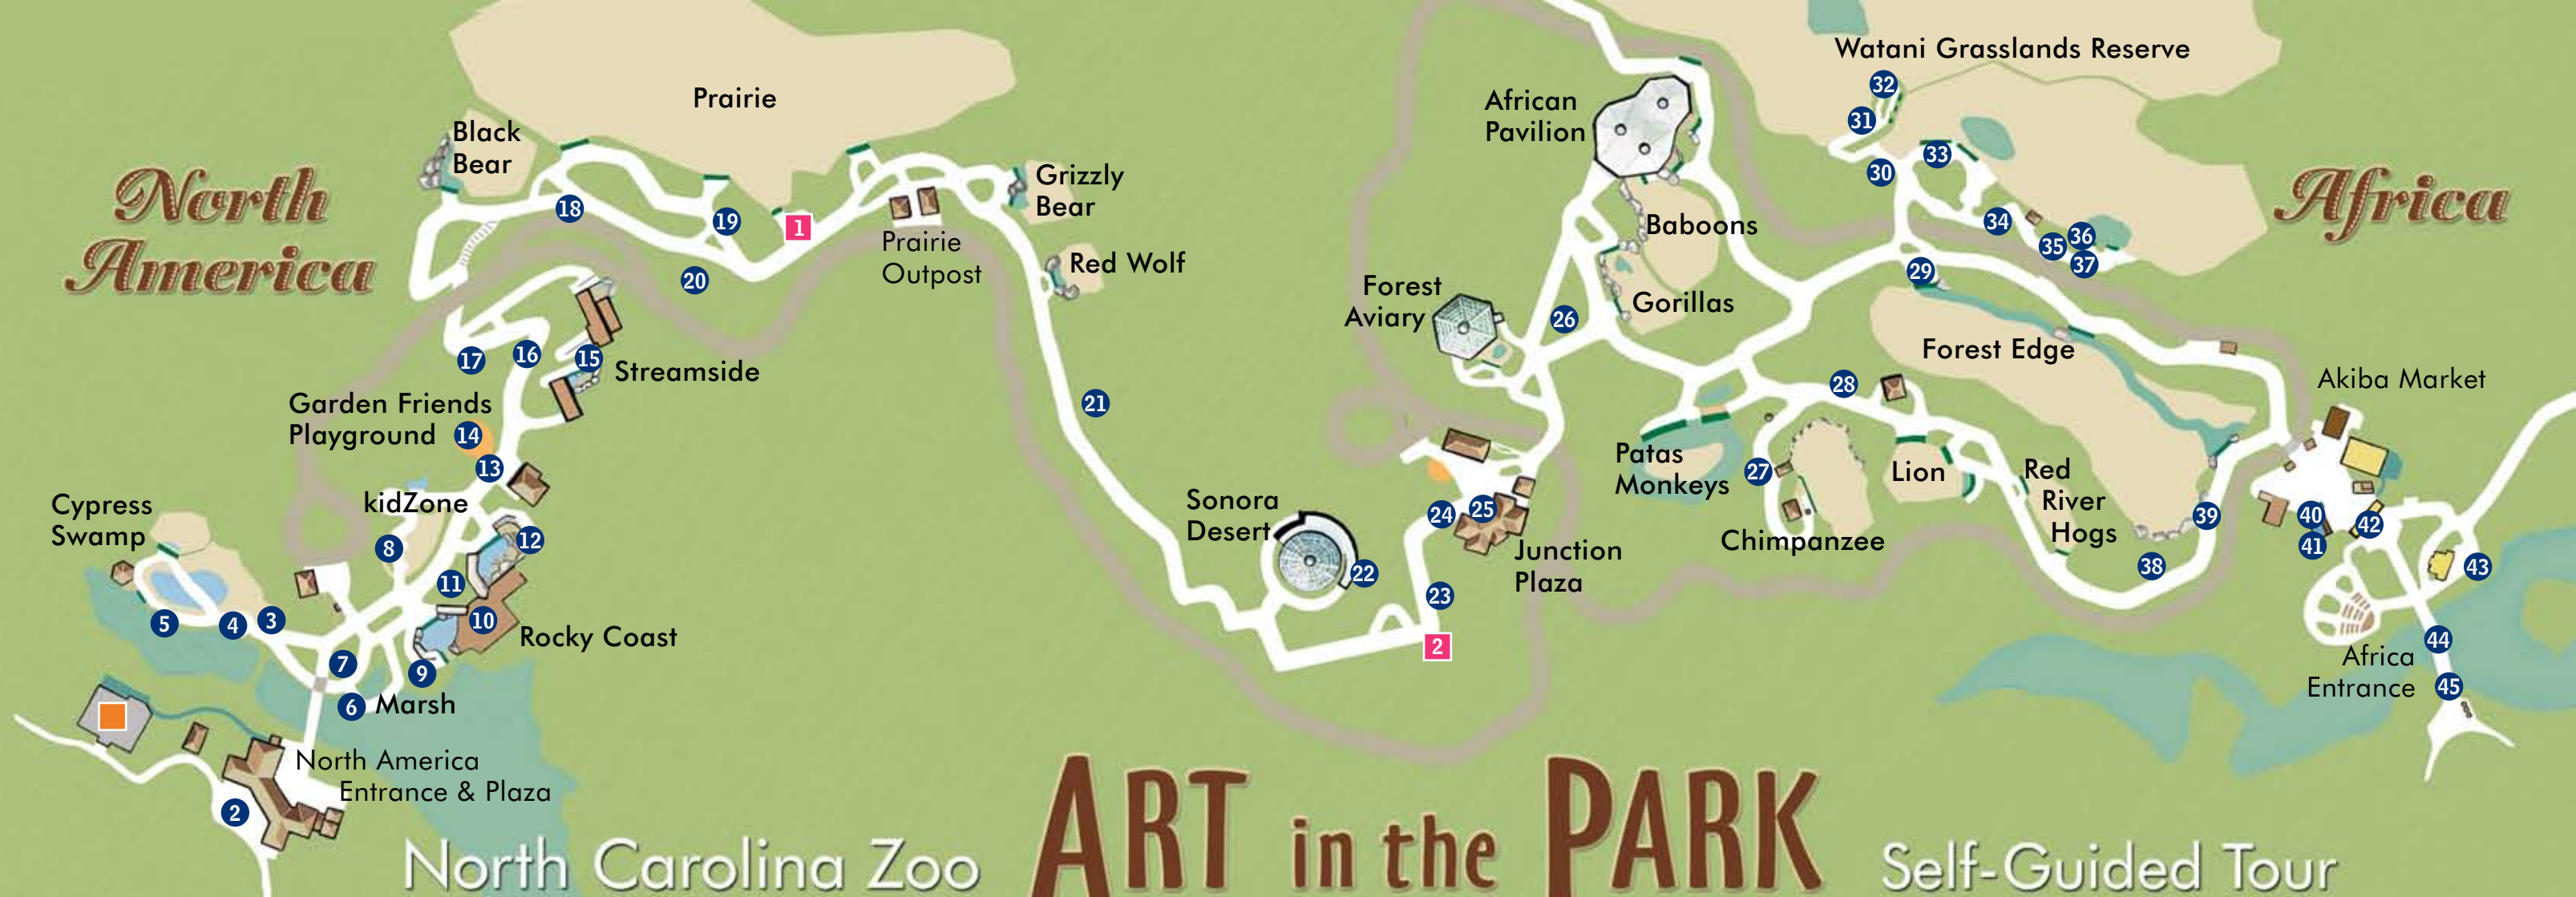 North
America
Black
Bear
Prairie
18
19
1
20
Prairie
Outpost
Grizzly
Bear
Red Wolf
21
17
16
15
Streamside
Garden Friends
Playground
14
13
kidZone
Cypress
Swamp
8
12
11
10
Rocky Coast
5
4
3
7
9
6
Marsh
North America
Entrance & Plaza
2
Sonora
Desert
22
24
25
Junction
Plaza
23
2
African
Pavilion
Baboons
Gorillas
Forest
Aviary
26
Watani Grasslands Reserve
32
31
30
33
34
35
36
37
29
Africa
Forest Edge
28
Patas
Monkeys
27
Chimpanzee
Lion
Red
River
Hogs
38
39
Akiba Market
40
41
42
43
44
45
Africa
Entrance
North Carolina Zoo
ART in the PARK
Self-Guided Tour